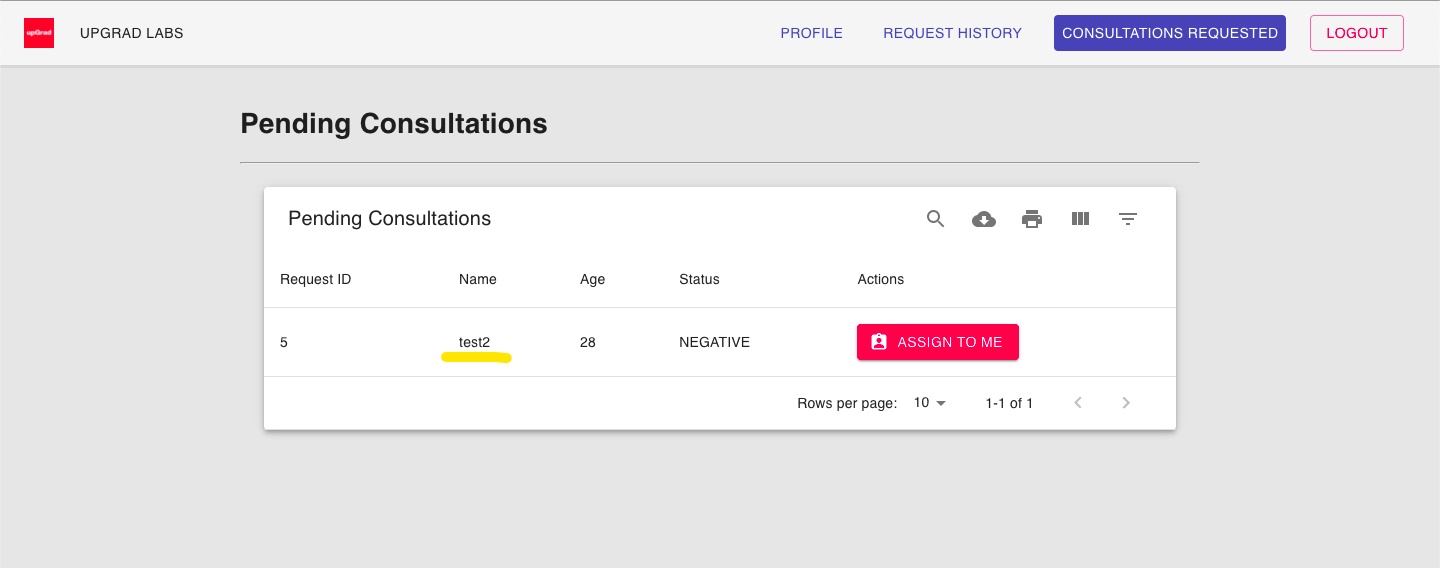 upGrad UPGRAD LABS PROFILE REQUEST HISTORY CONSULTATIONS REQUESTED LOGOUT
Pending Consultations
Pending Consultations
Request ID Name Age Status Actions
5 test2 28 NEGATIVE ASSIGN TO ME
Rows per page: 10 1-1 of 1